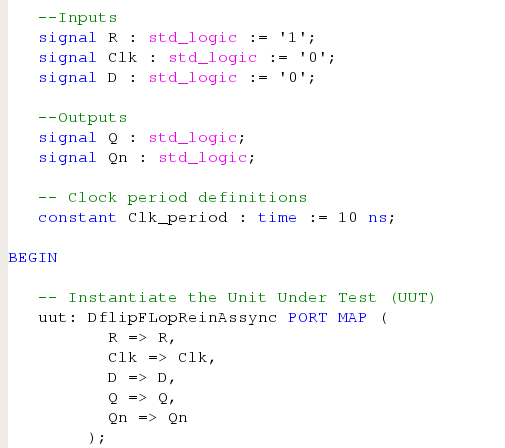 --Inputs
signal R : std_logic := '1';
signal Clk : std_logic := '0';
signal D : std_logic := '0';
--Outputs
signal Q : std_logic;
signal Qn : std_logic;
-- Clock period definitions
constant Clk_period : time := 10 ns;
BEGIN
-- Instantiate the Unit Under Test (UUT)
uut: DflipFLopReinAssync PORT MAP (
R => R,
Clk => Clk,
D => D,
Q => Q,
Qn => Qn
);